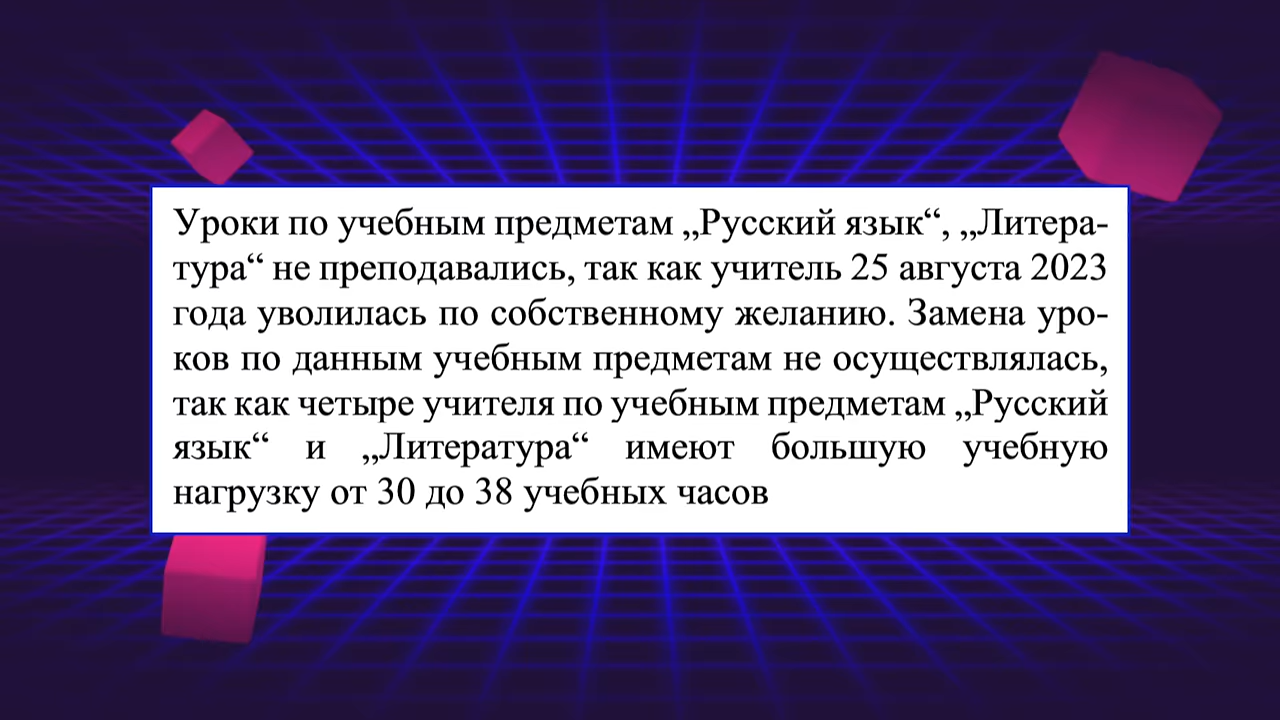 Уроки по учебным предметам „Русский язык“, „Литера-
тура“ не преподавались, так как учитель 25 августа 2023
года уволилась по собственному желанию. Замена уро-
ков по данным учебным предметам не осуществлялась,
так как четыре учителя по учебным предметам „Русский
язык“ и „Литература“ имеют большую учебную
нагрузку от 30 до 38 учебных часов